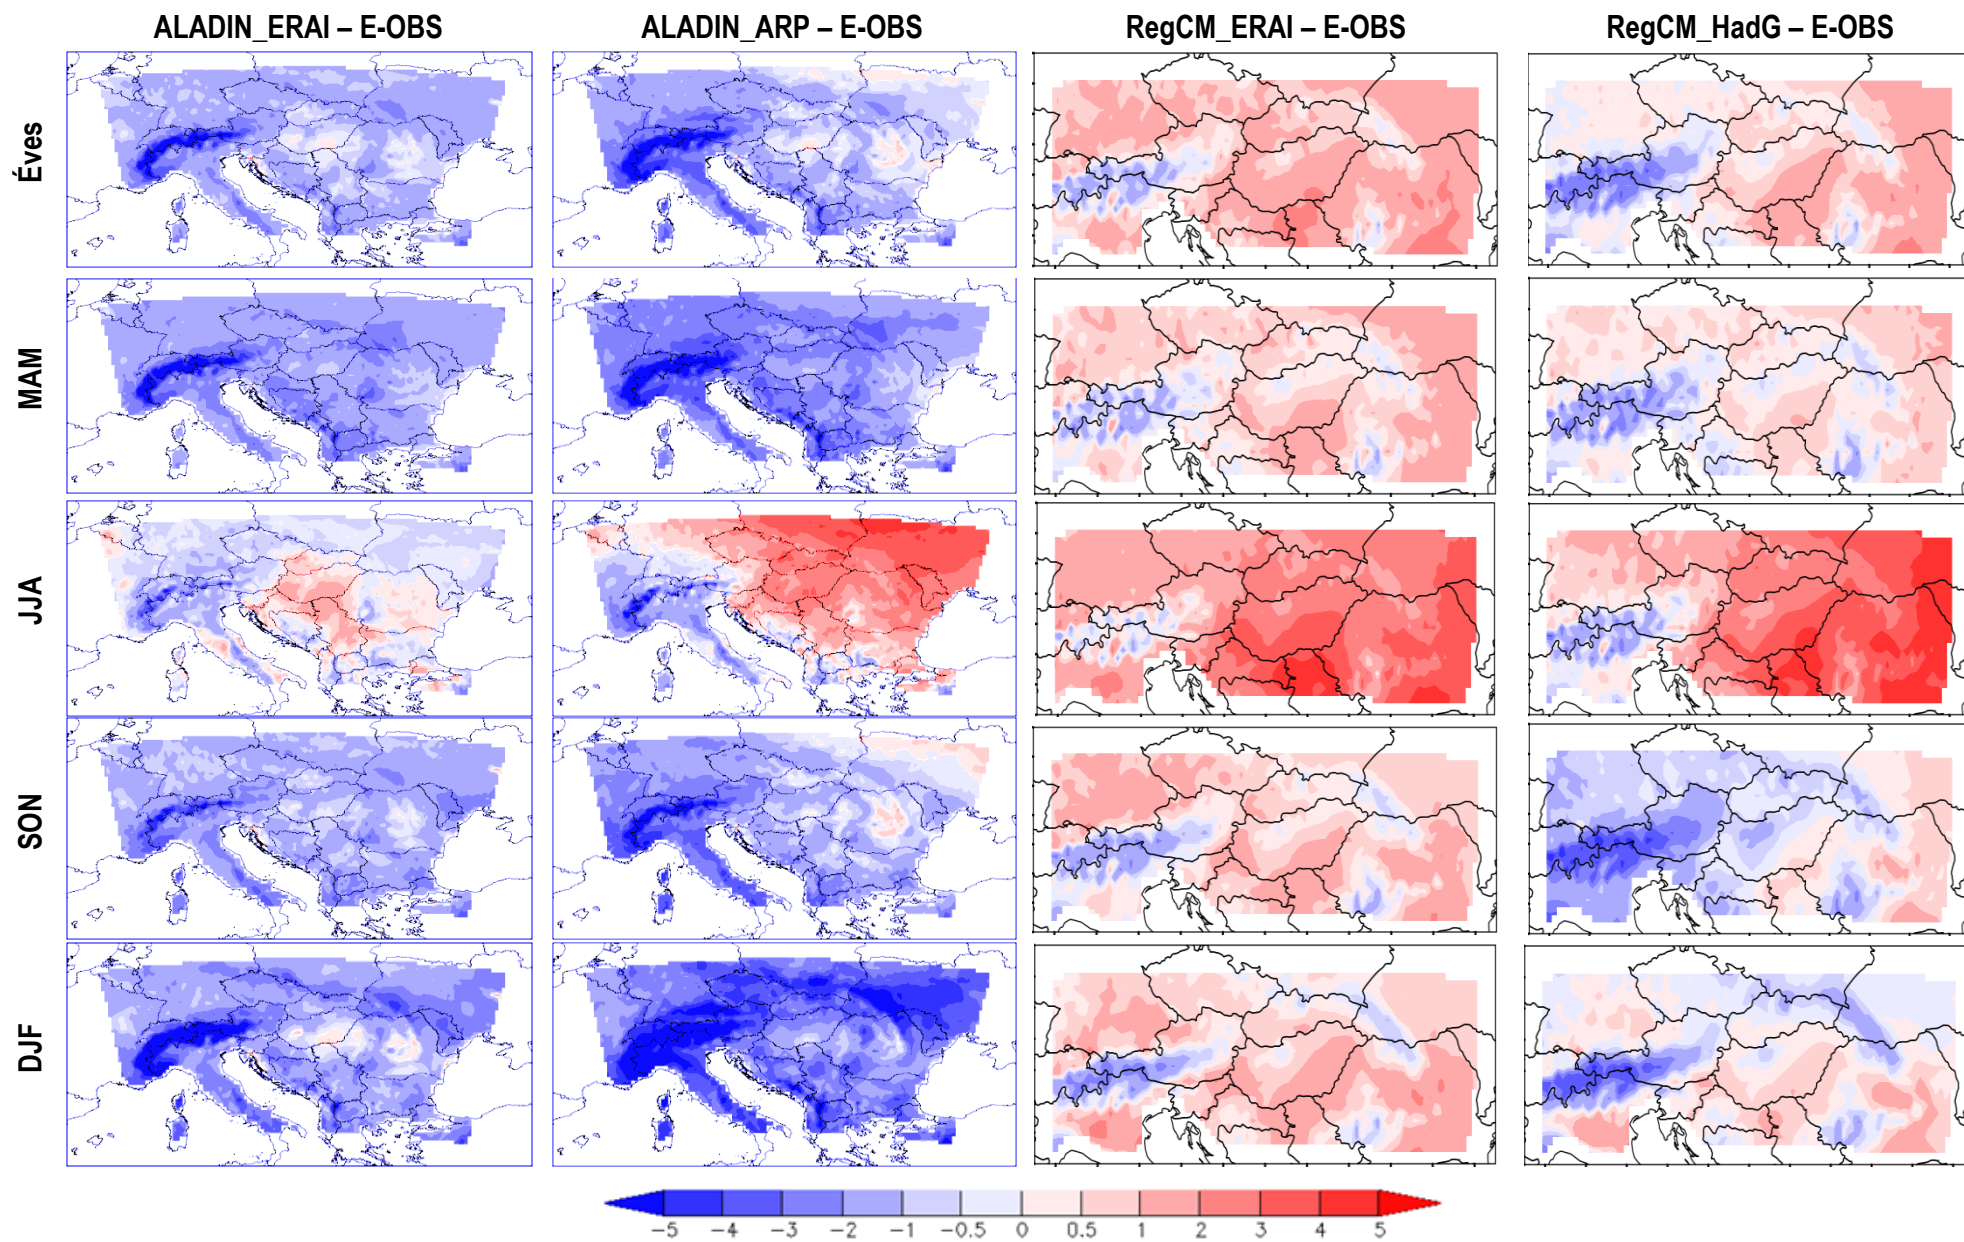 ALADIN_ERAI – E-OBS ALADIN_ARP – E-OBS RegCM_ERAI – E-OBS RegCM_HadG – E-OBS
Éves
MAM
JJA
SON
DJF
-5 -4 -3 -2 -1 -0.5 0 0.5 1 2 3 4 5